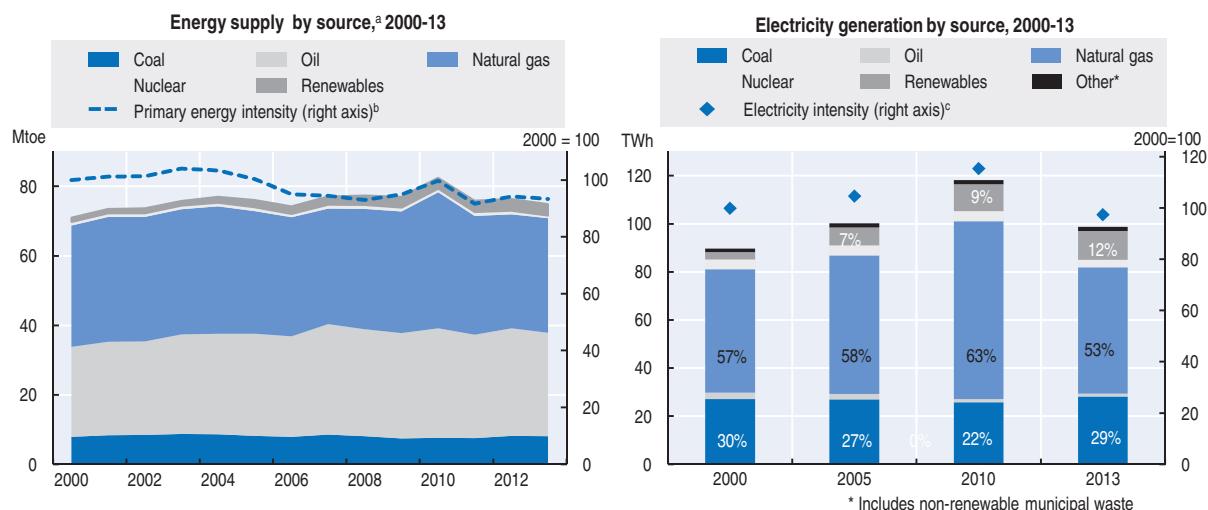 Energy supply by source,ᵃ 2000-13
Coal Oil Natural gas
Nuclear Renewables
Primary energy intensity (right axis)ᵇ
Mtoe 2000 = 100
80 100
80
60
60
40
40
20
20
0 0
2000 2002 2004 2006 2008 2010 2012
Electricity generation by source, 2000-13
Coal Oil Natural gas
Nuclear Renewables Other*
Electricity intensity (right axis)ᶜ
TWh 2000=100
120 120
9%
100 100
7% 12%
80 80
60 60
57% 58% 63% 53%
40 40
20 20
30% 27% 0% 22% 29%
0 0
2000 2005 2010 2013
* Includes non-renewable municipal waste